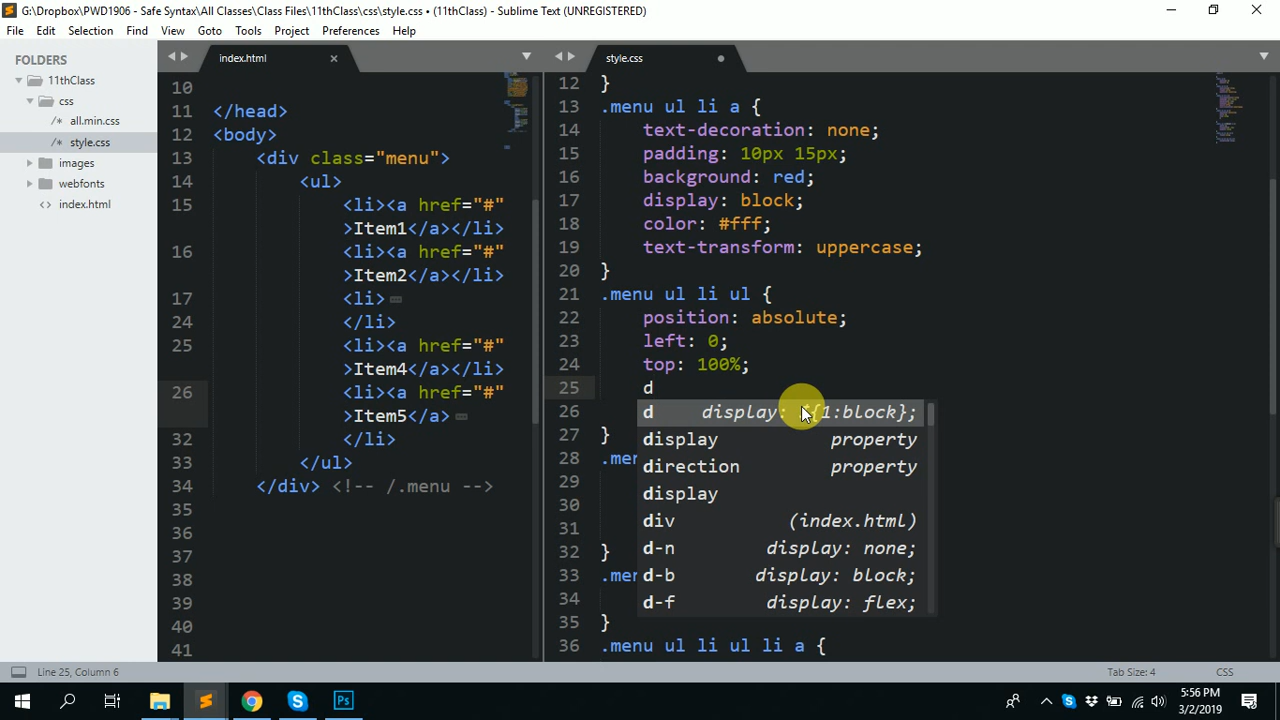 G:\Dropbox\PWD1906 - Safe Syntax\All Classes\Class Files\11thClass\css\style.css • (11thClass) - Sublime Text (UNREGISTERED)
File Edit Selection Find View Goto Tools Project Preferences Help
FOLDERS
11thClass
css
/* all.min.css
/* style.css
images
webfonts
<> index.html
index.html
10
11 </head>
12 <body>
13 <div class="menu">
14 <ul>
15 <li><a href="#"
>Item1</a></li>
16 <li><a href="#"
>Item2</a></li>
17 <li>
24 </li>
25 <li><a href="#"
>Item4</a></li>
26 <li><a href="#"
>Item5</a>
32 </li>
33 </ul>
34 </div> <!-- /.menu -->
35
36
37
38
39
40
41
style.css
12 }
13 .menu ul li a {
14 text-decoration: none;
15 padding: 10px 15px;
16 background: red;
17 display: block;
18 color: #fff;
19 text-transform: uppercase;
20 }
21 .menu ul li ul {
22 position: absolute;
23 left: 0;
24 top: 100%;
25 d
26
27 }
28 .me
29
30
31
32 }
33 .me
34
35 }
36 .menu ul li ul li a {
d display: ${1:block};
display property
direction property
display
div (index.html)
d-n display: none;
d-b display: block;
d-f display: flex;
Line 25, Column 6
Tab Size: 4
CSS
5:56 PM
3/2/2019